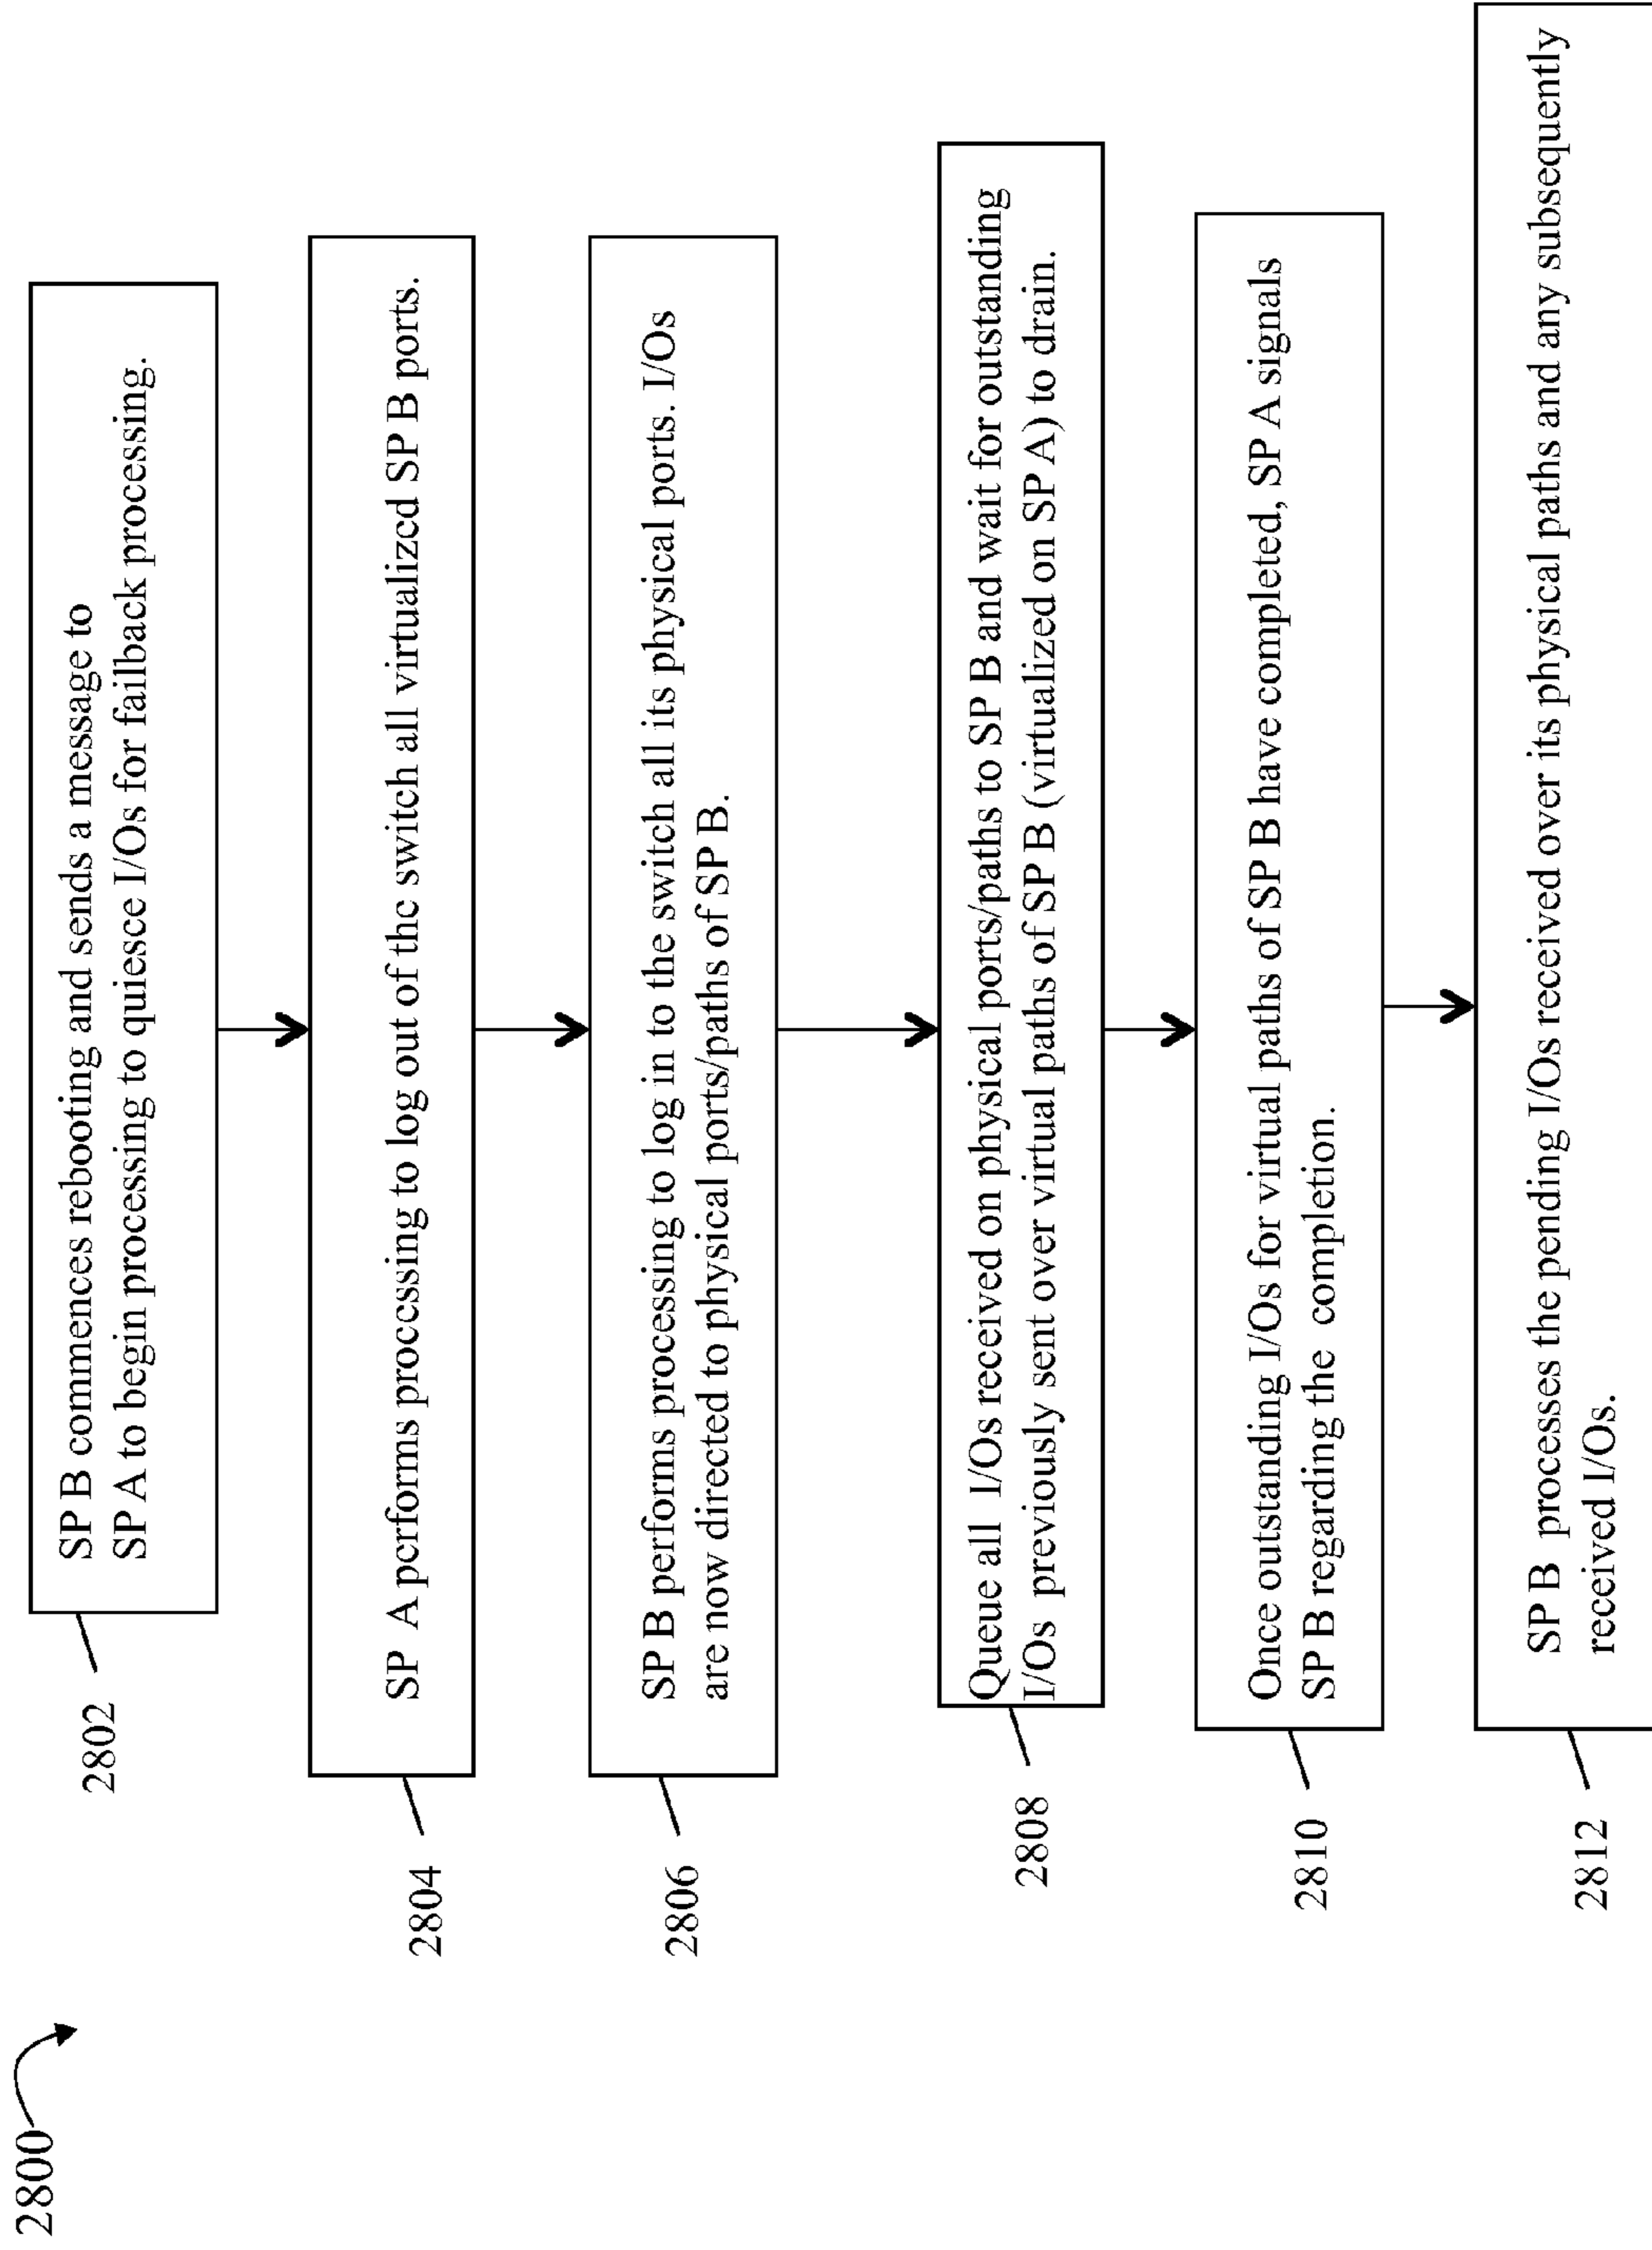 2800
2802
SP B commences rebooting and sends a message to
SP A to begin processing to quiesce I/Os for failback processing.
2804
SP A performs processing to log out of the switch all virtualized SP B ports.
2806
SP B performs processing to log in to the switch all its physical ports. I/Os
are now directed to physical ports/paths of SP B.
2808
Queue all I/Os received on physical ports/paths to SP B and wait for outstanding
I/Os previously sent over virtual paths of SP B (virtualized on SP A) to drain.
2810
Once outstanding I/Os for virtual paths of SP B have completed, SP A signals
SP B regarding the completion.
2812
SP B processes the pending I/Os received over its physical paths and any subsequently
received I/Os.